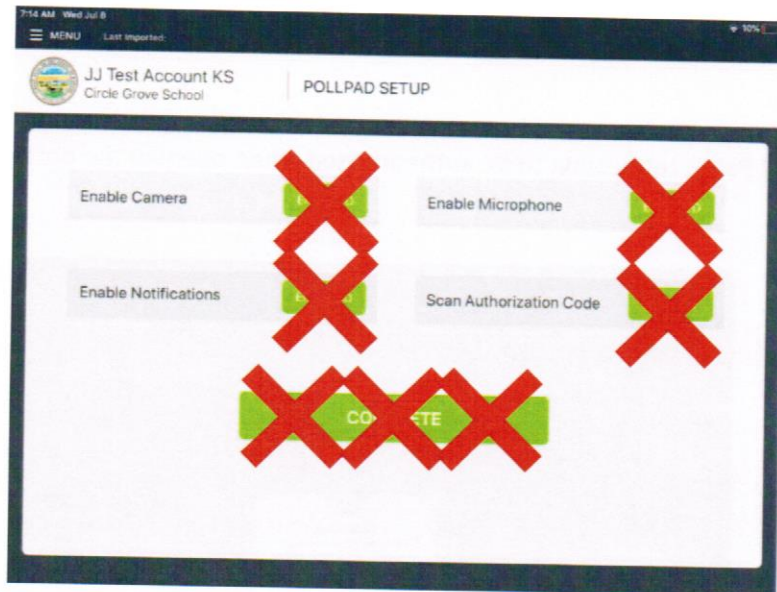 7:14 AM Wed Jul 8
10%
MENU Last Imported:
JJ Test Account KS
Circle Grove School
POLLPAD SETUP
Enable Camera
Enable Microphone
Enable Notifications
Scan Authorization Code